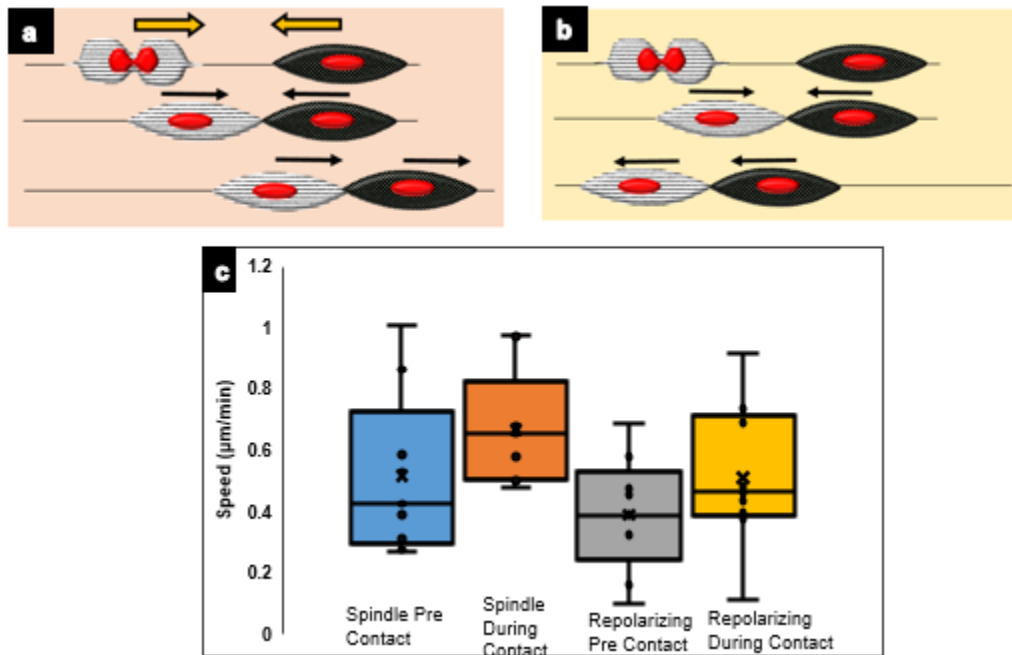 a
b
c
1.2
1
0.8
0.6
0.4
0.2
0
Speed (µm/min)
Spindle Pre
Contact
Spindle
During
Contact
Repolarizing
Pre Contact
Repolarizing
During Contact